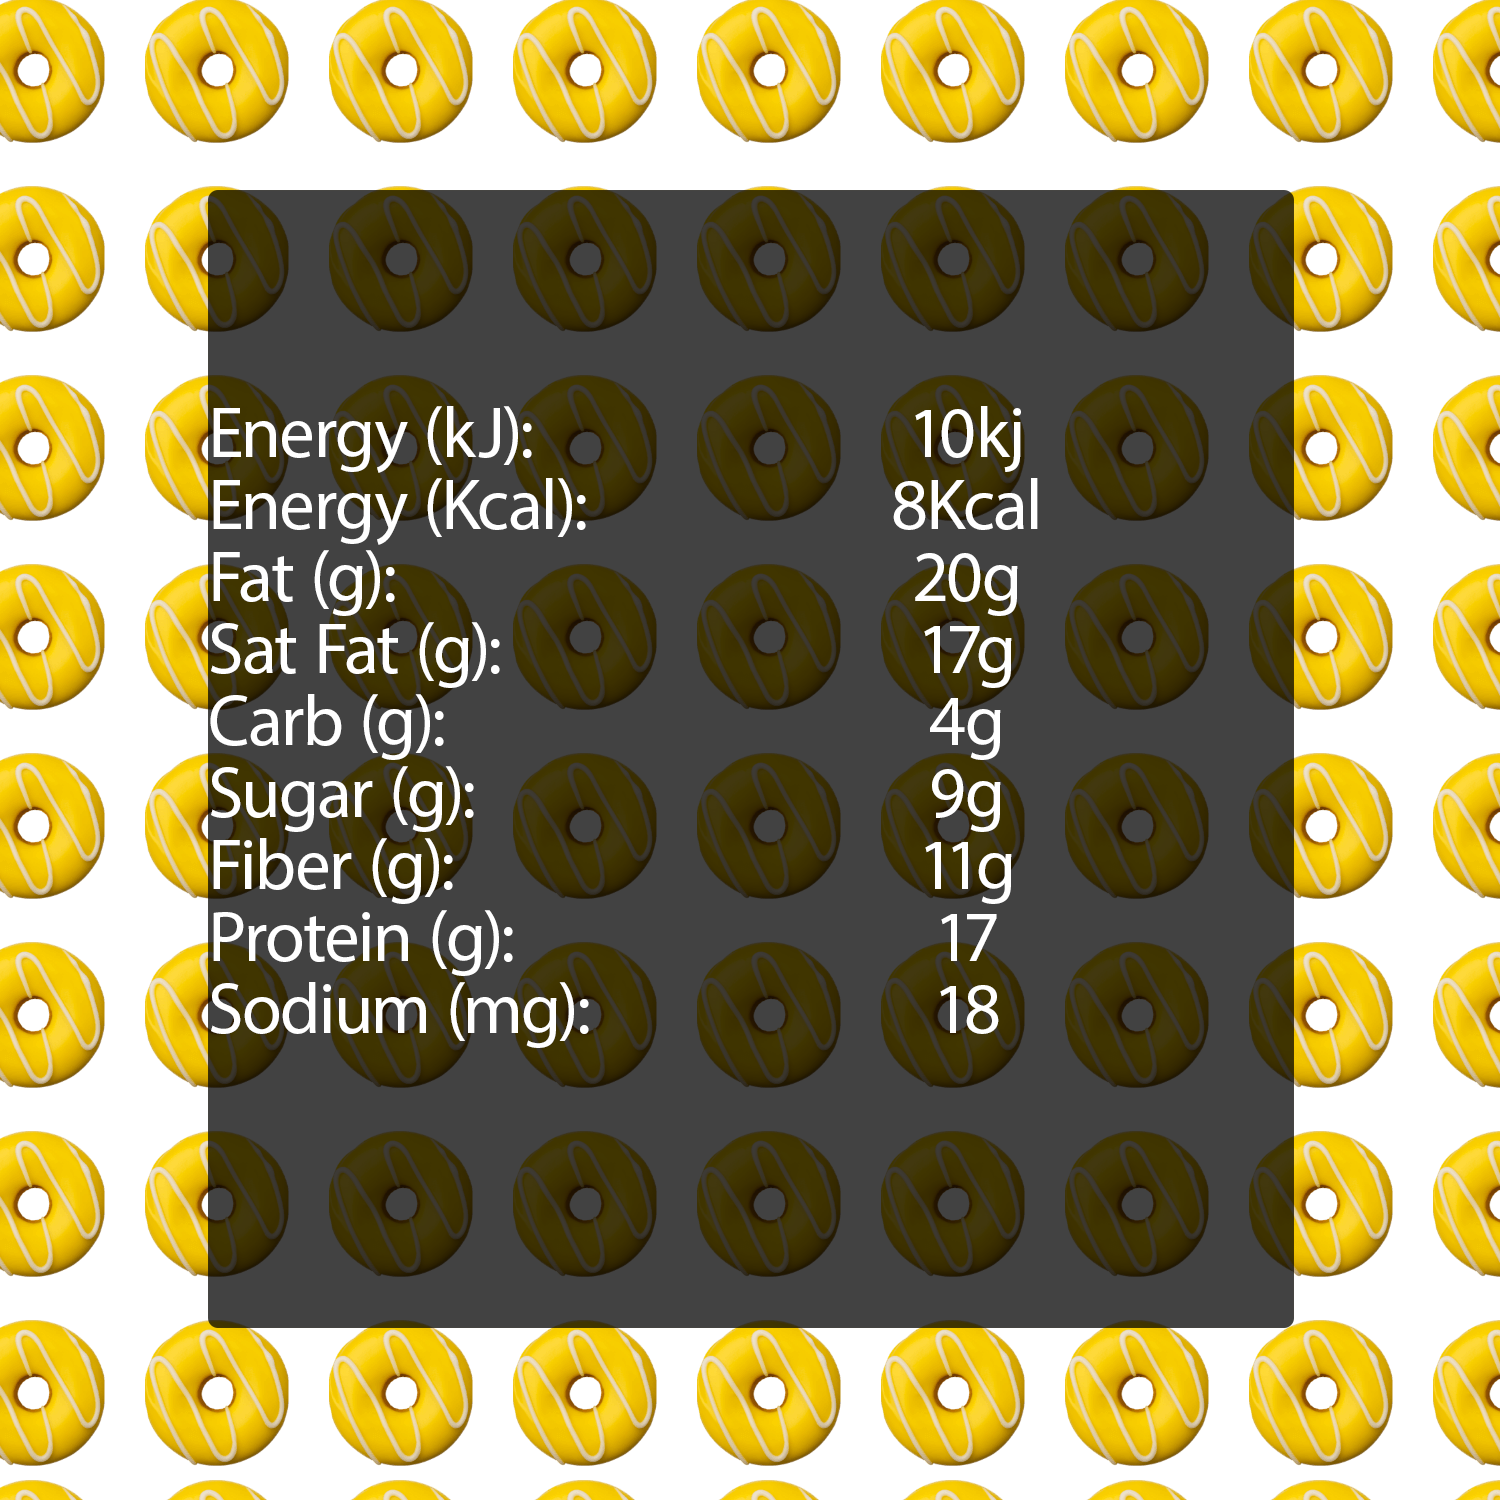 Energy (kJ): 10kj
Energy (Kcal): 8Kcal
Fat (g): 20g
Sat Fat (g): 17g
Carb (g): 4g
Sugar (g): 9g
Fiber (g): 11g
Protein (g): 17
Sodium (mg): 18